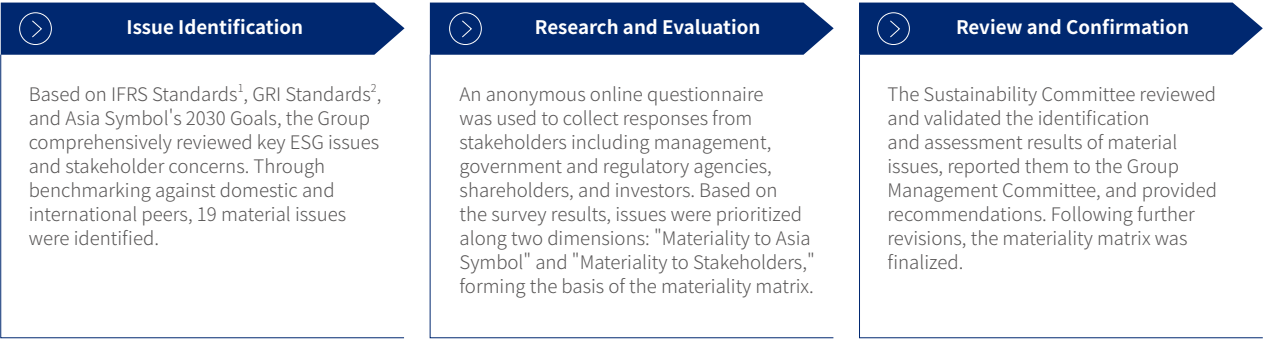 Issue Identification
Based on IFRS Standards1, GRI Standards2,
and Asia Symbol's 2030 Goals, the Group
comprehensively reviewed key ESG issues
and stakeholder concerns. Through
benchmarking against domestic and
international peers, 19 material issues
were identified.
Research and Evaluation
An anonymous online questionnaire
was used to collect responses from
stakeholders including management,
government and regulatory agencies,
shareholders, and investors. Based on
the survey results, issues were prioritized
along two dimensions: "Materiality to Asia
Symbol" and "Materiality to Stakeholders,"
forming the basis of the materiality matrix.
Review and Confirmation
The Sustainability Committee reviewed
and validated the identification
and assessment results of material
issues, reported them to the Group
Management Committee, and provided
recommendations. Following further
revisions, the materiality matrix was
finalized.